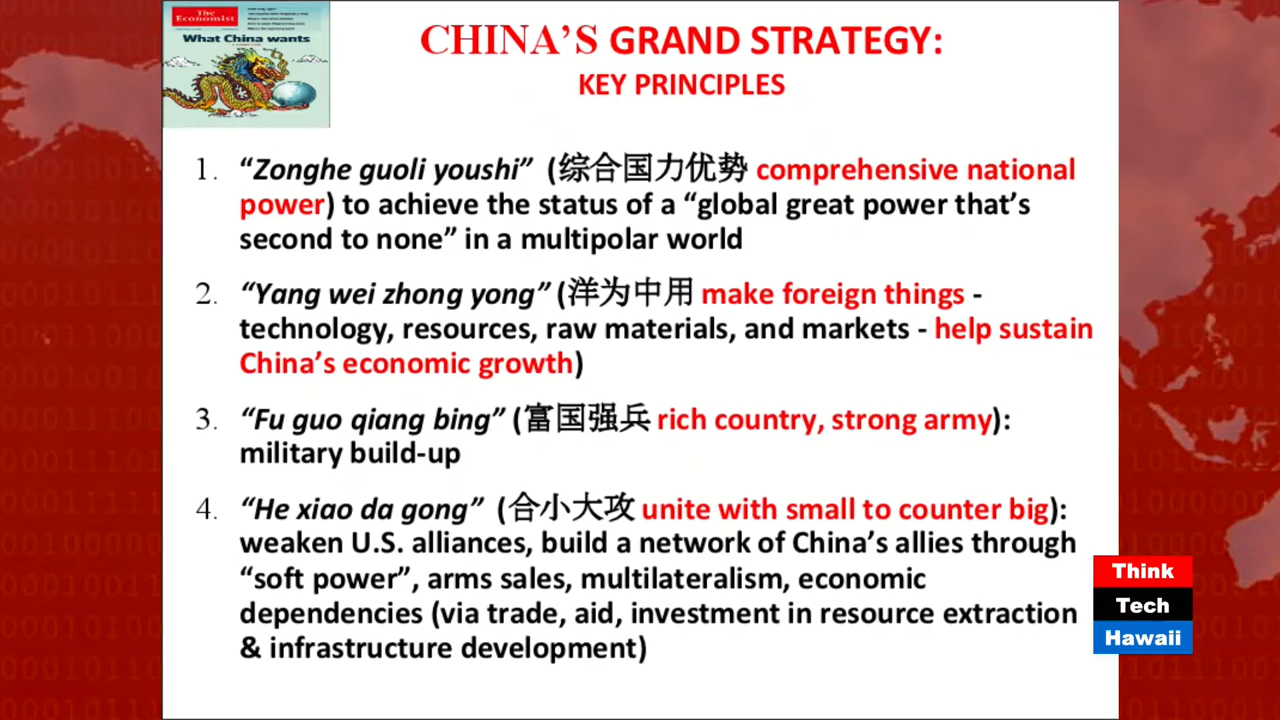 The
Economist
What China wants
CHINA’S GRAND STRATEGY:
KEY PRINCIPLES
1. “Zonghe guoli youshi” (综合国力优势 comprehensive national
power) to achieve the status of a “global great power that’s
second to none” in a multipolar world
2. “Yang wei zhong yong” (洋为中用 make foreign things -
technology, resources, raw materials, and markets - help sustain
China’s economic growth)
3. “Fu guo qiang bing” (富国强兵 rich country, strong army):
military build-up
4. “He xiao da gong” (合小大攻 unite with small to counter big):
weaken U.S. alliances, build a network of China’s allies through
“soft power”, arms sales, multilateralism, economic
dependencies (via trade, aid, investment in resource extraction
& infrastructure development)
Think
Tech
Hawaii